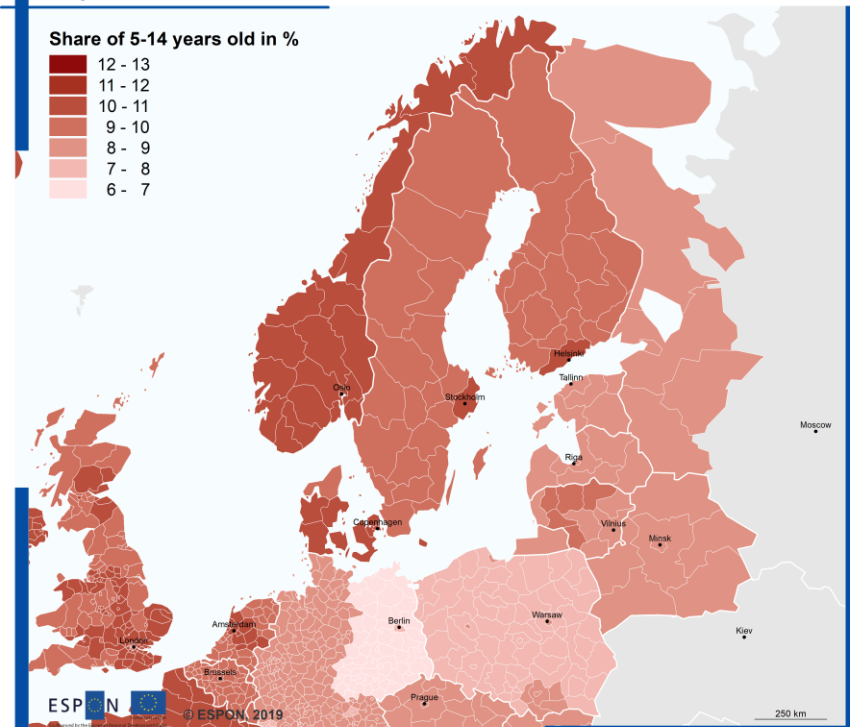 Share of 5-14 years old in %
12 - 13
11 - 12
10 - 11
9 - 10
8 - 9
7 - 8
6 - 7
Helsinki
Tallinn
Oslo
Stockholm
Moscow
Riga
Copenhagen
Vilnius
Minsk
Amsterdam
Berlin
Warsaw
London
Kiev
Brussels
Prague
ESPON
© ESPON, 2019
250 km